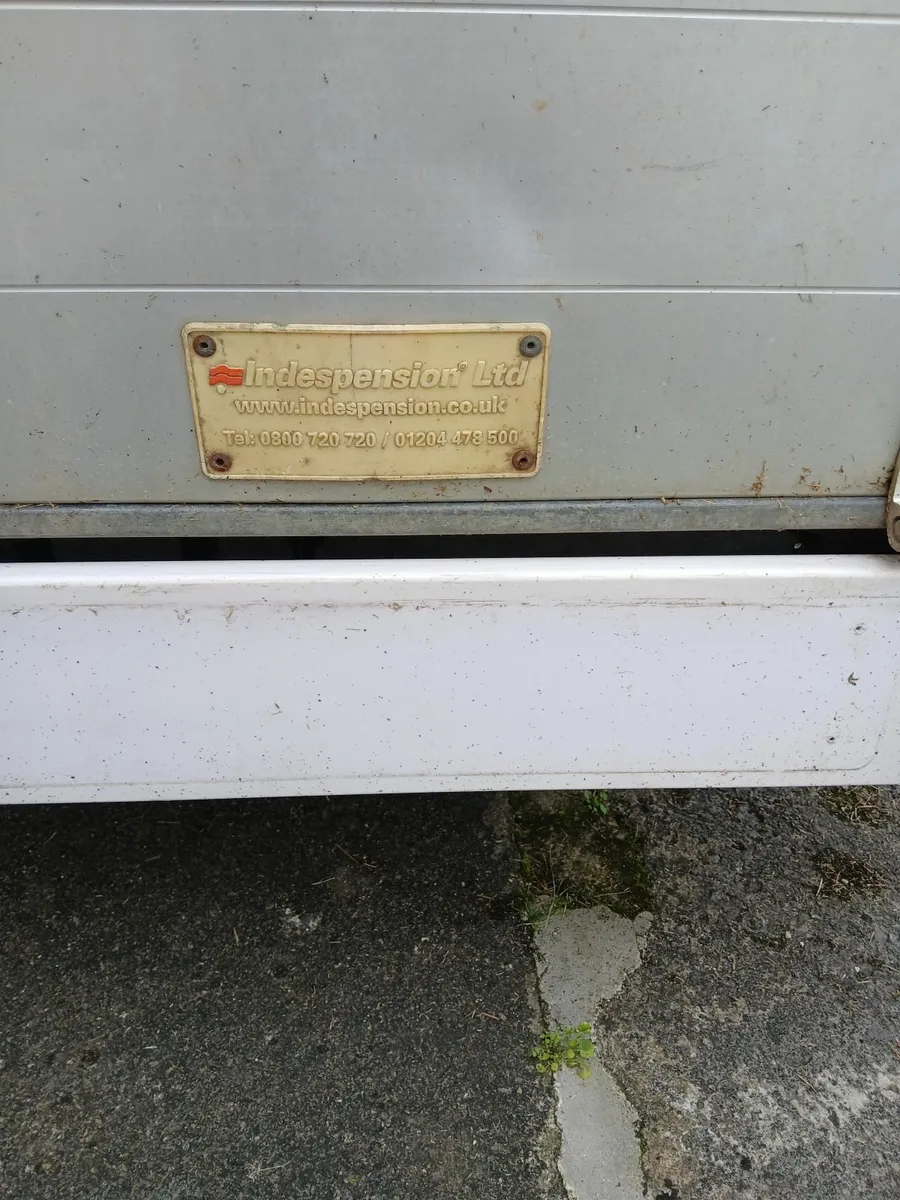 Indespension® Ltd
www.indespension.co.uk
Tel: 0800 720 720 / 01204 478 500